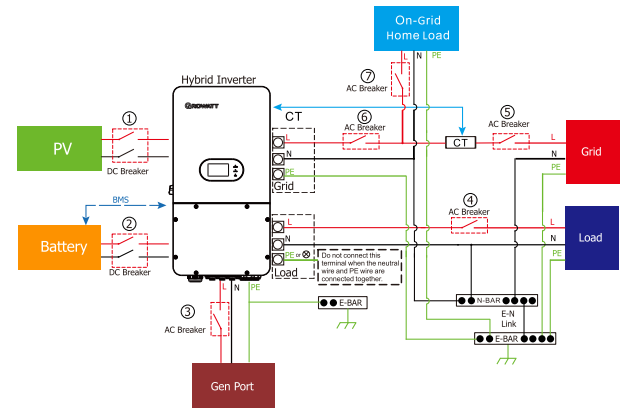 On-Grid
Home Load
L
N
PE
⑦
AC Breaker
Hybrid Inverter
GROWATT
CT
①
PV
DC Breaker
⑥
AC Breaker
⑤
AC Breaker
L
N
PE
Grid
CT
L
N
PE
Grid
BMS
②
Battery
DC Breaker
④
AC Breaker
L
N
PE or ⊗
Load
L
N
PE
Load
Do not connect this
terminal when the neutral
wire and PE wire are
connected together.
L
N
PE
③
AC Breaker
E-BAR
N-BAR
E-N
Link
E-BAR
Gen Port